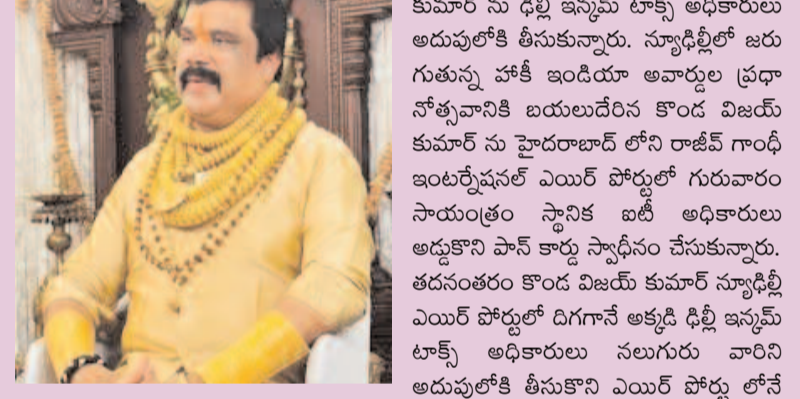 కుమార్ ను ఢిల్లీ ఇన్కమ్ టాక్స్ అధికారులు
అదుపులోకి తీసుకున్నారు. న్యూఢిల్లీలో జరు
గుతున్న హాకీ ఇండియా అవార్డుల ప్రధా
నోత్సవానికి బయలుదేరిన కొండ విజయ్
కుమార్ ను హైదరాబాద్ లోని రాజీవ్ గాంధీ
ఇంటర్నేషనల్ ఎయిర్ పోర్టులో గురువారం
సాయంత్రం స్థానిక ఐటీ అధికారులు
అడ్డుకొని పాన్ కార్డు స్వాధీనం చేసుకున్నారు.
తదనంతరం కొండ విజయ్ కుమార్ న్యూఢిల్లీ
ఎయిర్ పోర్టులో దిగగానే అక్కడి ఢిల్లీ ఇన్కమ్
టాక్స్ అధికారులు నలుగురు వారిని
అదుపులోకి తీసుకొని ఎయిర్ పోర్టు లోనే